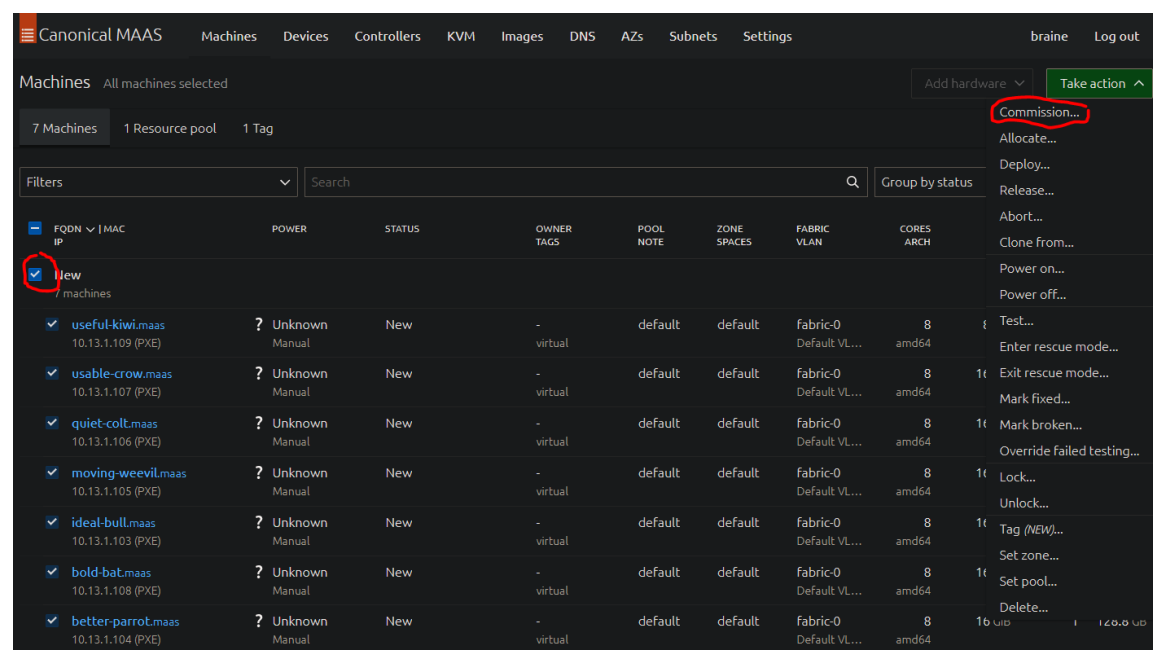 Canonical MAAS Machines Devices Controllers KVM Images DNS AZs Subnets Settings braine Log out
Machines All machines selected Add hardware Take action
7 Machines 1 Resource pool 1 Tag
Filters Search Group by status
FQDN | MAC POWER STATUS OWNER POOL ZONE FABRIC CORES
IP TAGS NOTE SPACES VLAN ARCH
New
7 machines
useful-kiwi.maas ? Unknown New - default default fabric-0 8
10.13.1.109 (PXE) Manual virtual Default VL... amd64
usable-crow.maas ? Unknown New - default default fabric-0 8 16
10.13.1.107 (PXE) Manual virtual Default VL... amd64
quiet-colt.maas ? Unknown New - default default fabric-0 8 16
10.13.1.106 (PXE) Manual virtual Default VL... amd64
moving-weevil.maas ? Unknown New - default default fabric-0 8 16
10.13.1.105 (PXE) Manual virtual Default VL... amd64
ideal-bull.maas ? Unknown New - default default fabric-0 8 16
10.13.1.103 (PXE) Manual virtual Default VL... amd64
bold-bat.maas ? Unknown New - default default fabric-0 8 16
10.13.1.108 (PXE) Manual virtual Default VL... amd64
better-parrot.maas ? Unknown New - default default fabric-0 8 16 GiB 1 128.8 GB
10.13.1.104 (PXE) Manual virtual Default VL... amd64
Commission...
Allocate...
Deploy...
Release...
Abort...
Clone from...
Power on...
Power off...
Test...
Enter rescue mode...
Exit rescue mode...
Mark fixed...
Mark broken...
Override failed testing...
Lock...
Unlock...
Tag (NEW)...
Set zone...
Set pool...
Delete...